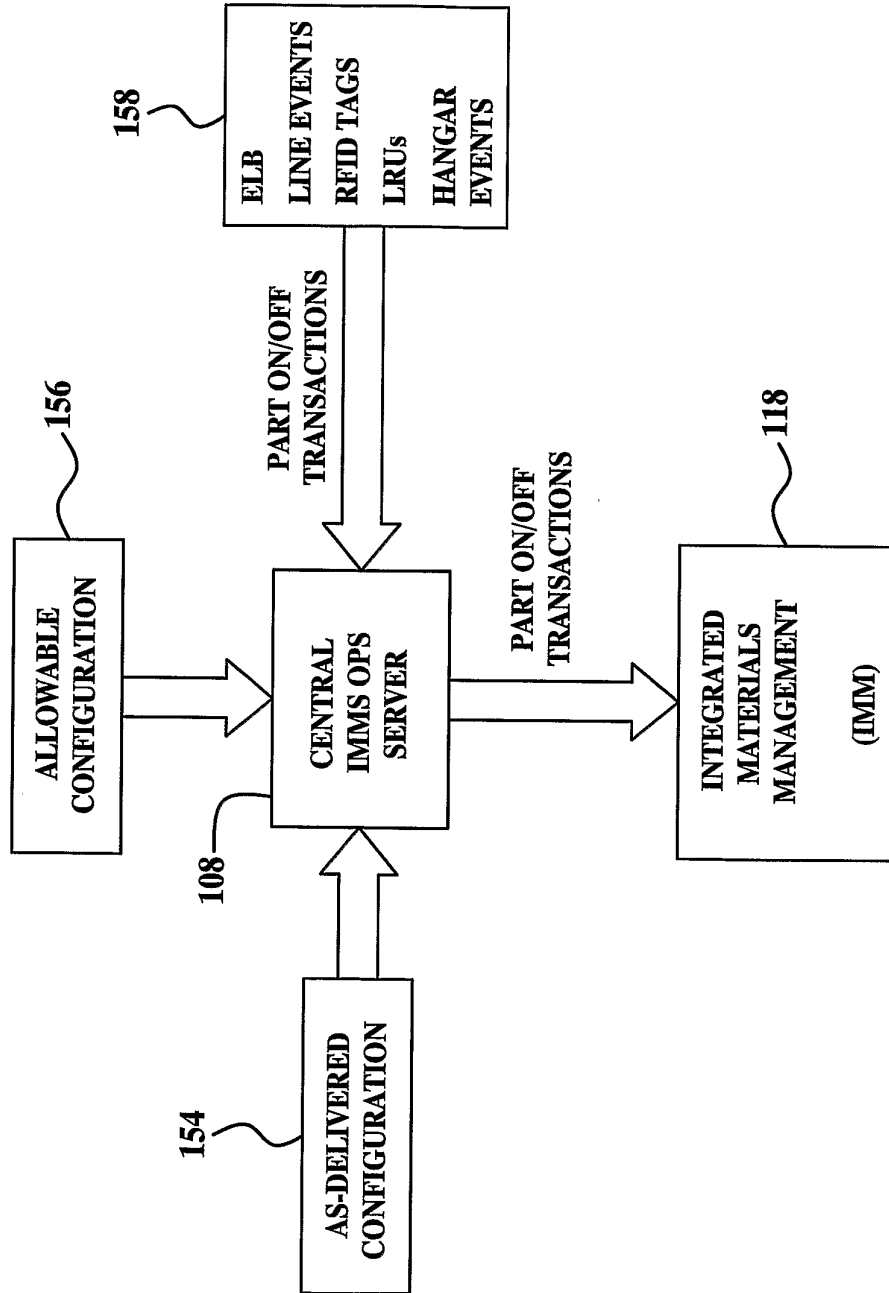 156
ALLOWABLE
CONFIGURATION
154
AS-DELIVERED
CONFIGURATION
108
CENTRAL
IMMS OPS
SERVER
PART ON/OFF
TRANSACTIONS
158
ELB
LINE EVENTS
RFID TAGS
LRUs
HANGAR
EVENTS
PART ON/OFF
TRANSACTIONS
118
INTEGRATED
MATERIALS
MANAGEMENT
(IMM)